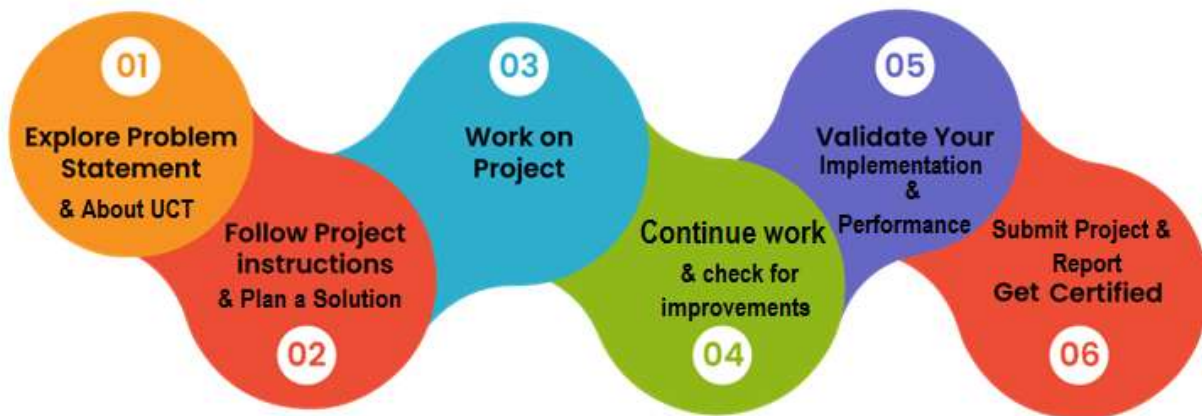 01
Explore Problem
Statement
& About UCT
Follow Project
instructions
& Plan a Solution
02
03
Work on
Project
Continue work
& check for
improvements
04
05
Validate Your
Implementation
&
Performance
Submit Project &
Report
Get Certified
06